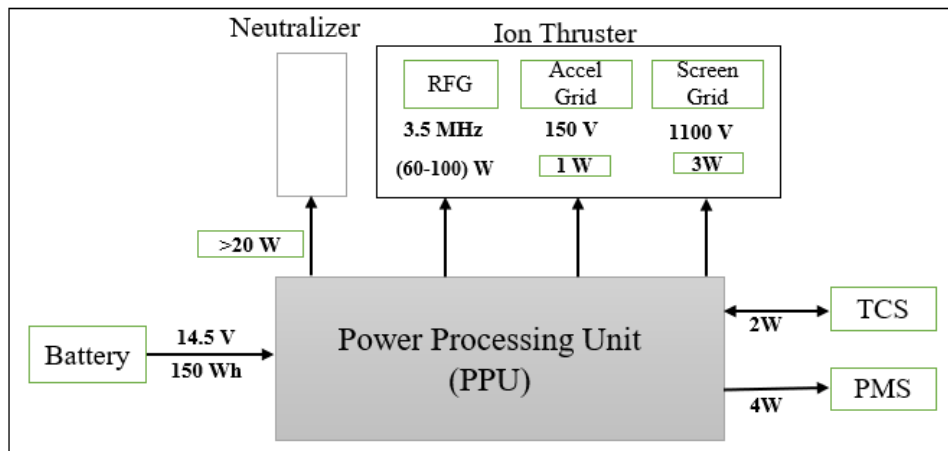 Neutralizer
Ion Thruster
RFG
Accel
Grid
Screen
Grid
3.5 MHz
150 V
1100 V
(60-100) W
1 W
3W
>20 W
Battery
14.5 V
150 Wh
Power Processing Unit
(PPU)
2W
TCS
4W
PMS